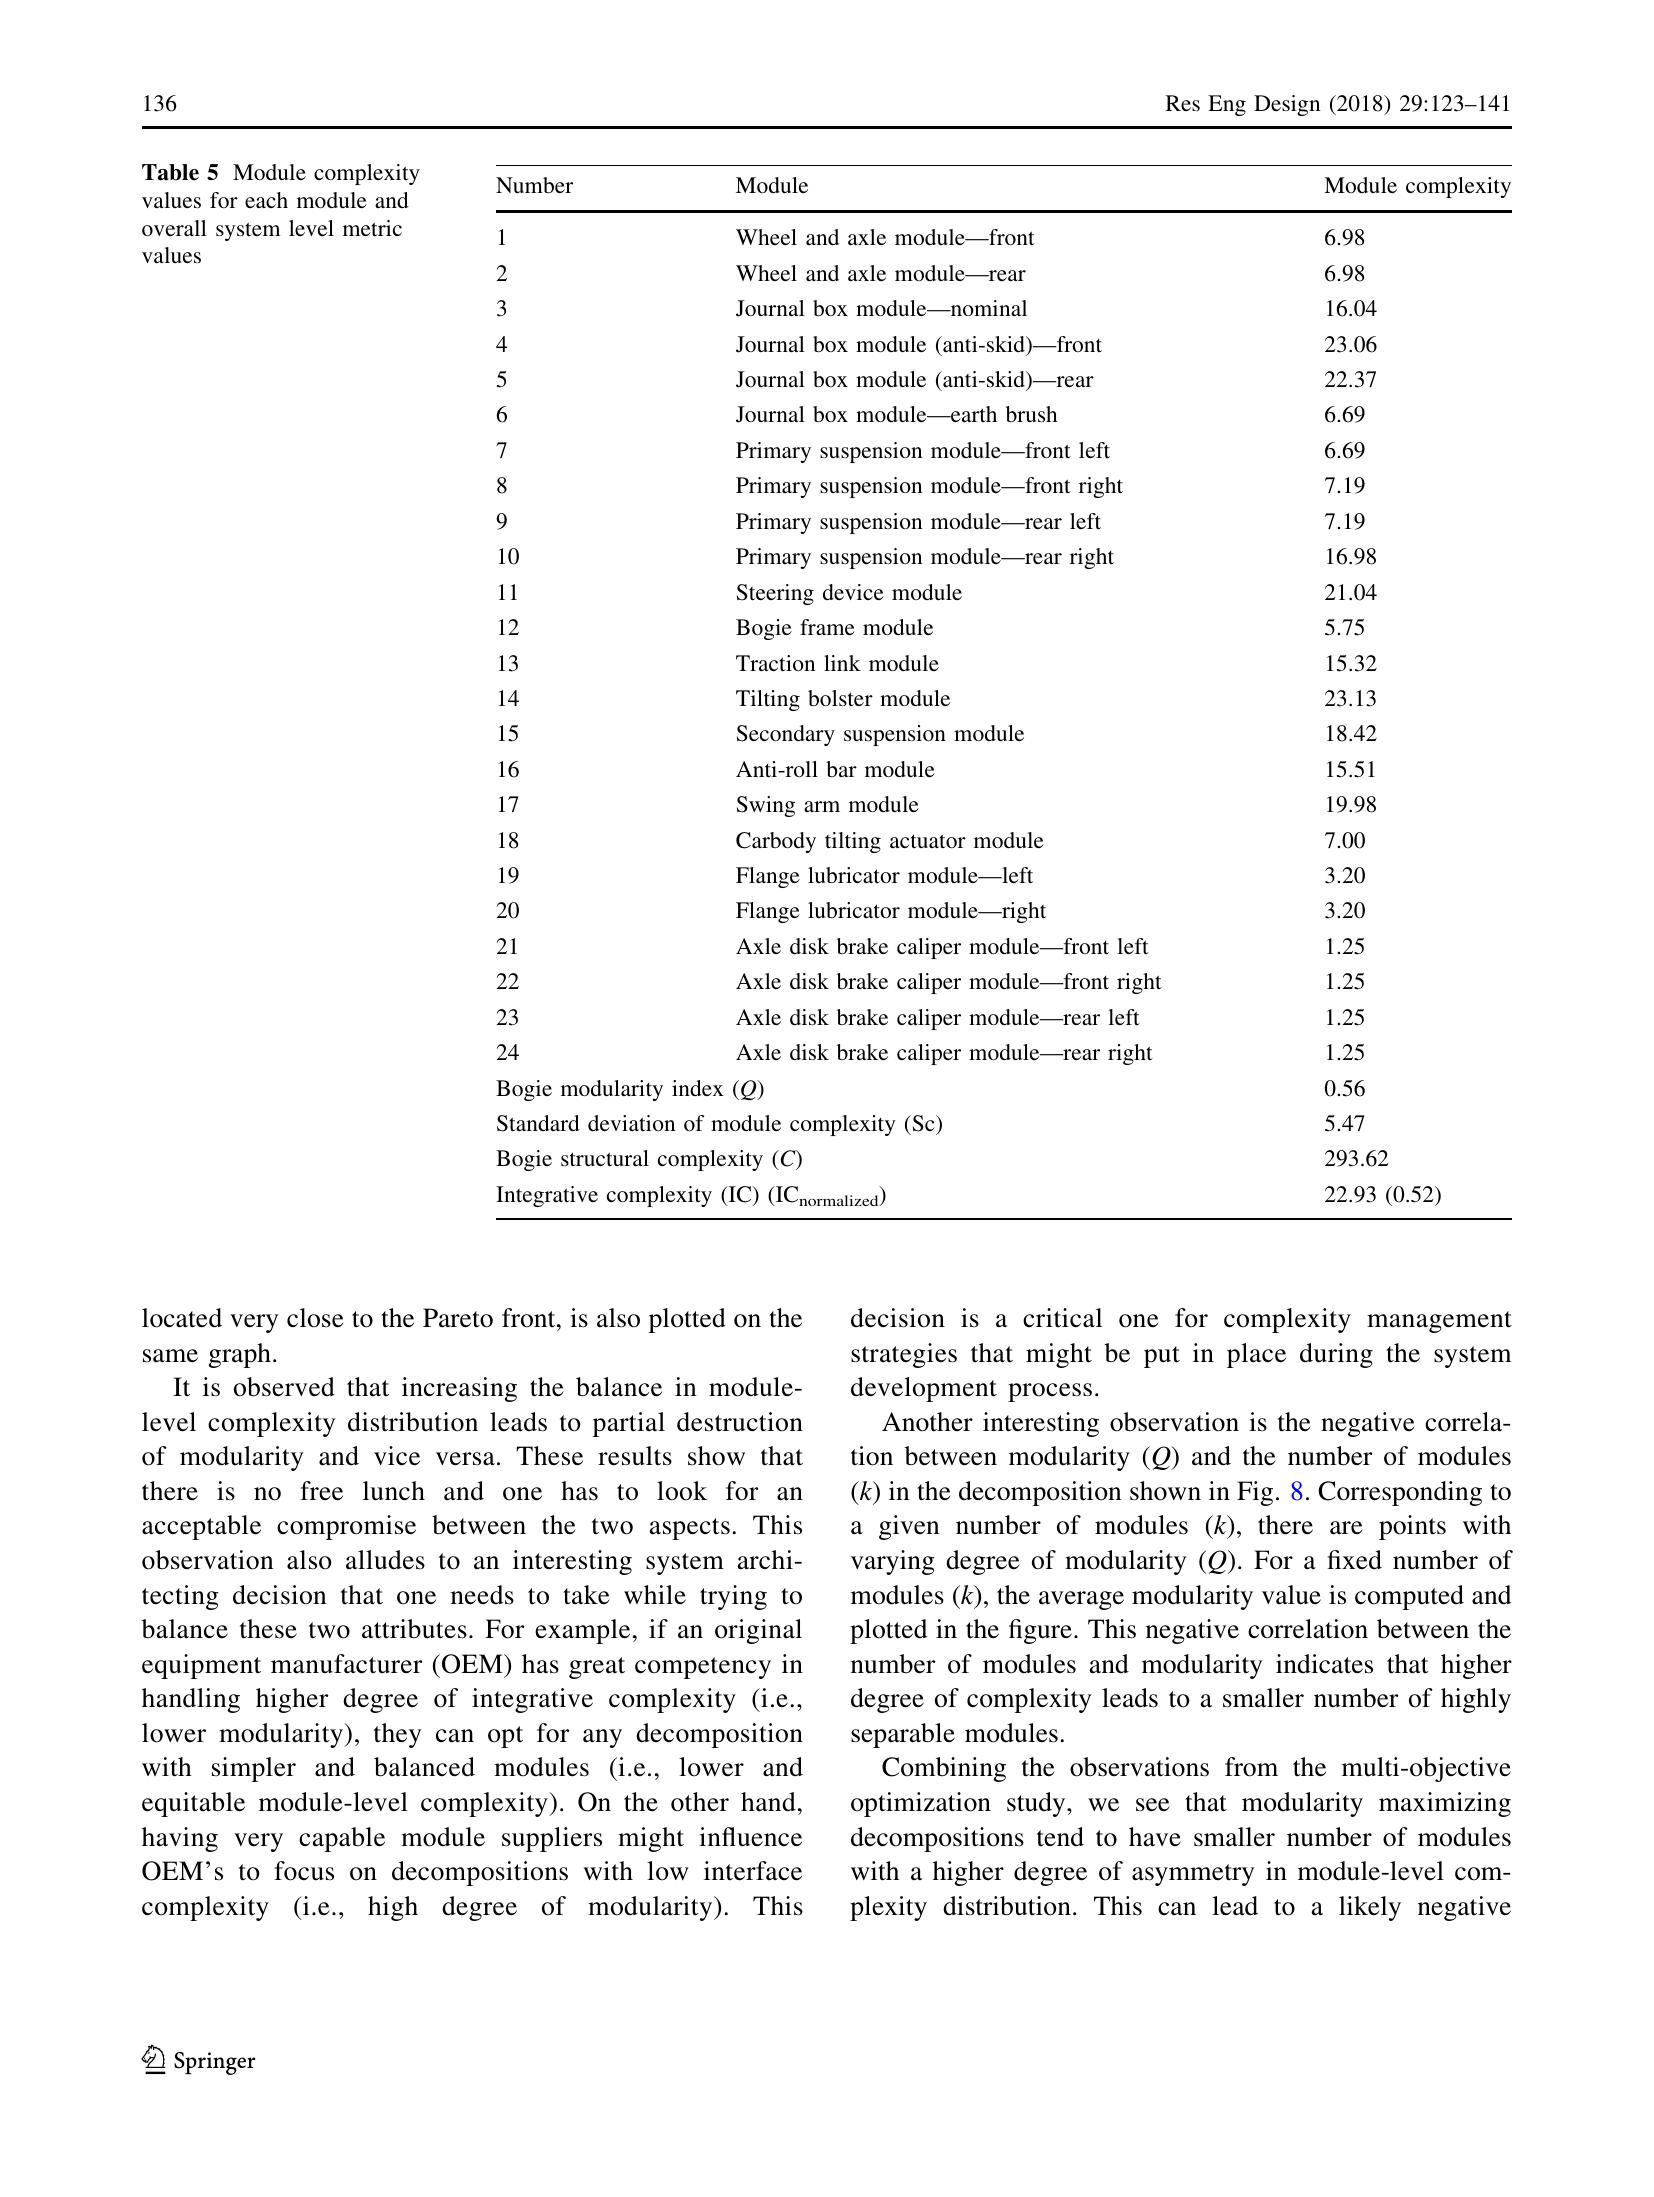 136
Res Eng Design (2018) 29:123–141
Table 5 Module complexity
values for each module and
overall system level metric
values
Number Module Module complexity
1 Wheel and axle module—front 6.98
2 Wheel and axle module—rear 6.98
3 Journal box module—nominal 16.04
4 Journal box module (anti-skid)—front 23.06
5 Journal box module (anti-skid)—rear 22.37
6 Journal box module—earth brush 6.69
7 Primary suspension module—front left 6.69
8 Primary suspension module—front right 7.19
9 Primary suspension module—rear left 7.19
10 Primary suspension module—rear right 16.98
11 Steering device module 21.04
12 Bogie frame module 5.75
13 Traction link module 15.32
14 Tilting bolster module 23.13
15 Secondary suspension module 18.42
16 Anti-roll bar module 15.51
17 Swing arm module 19.98
18 Carbody tilting actuator module 7.00
19 Flange lubricator module—left 3.20
20 Flange lubricator module—right 3.20
21 Axle disk brake caliper module—front left 1.25
22 Axle disk brake caliper module—front right 1.25
23 Axle disk brake caliper module—rear left 1.25
24 Axle disk brake caliper module—rear right 1.25
Bogie modularity index (Q) 0.56
Standard deviation of module complexity (Sc) 5.47
Bogie structural complexity (C) 293.62
Integrative complexity (IC) (ICnormalized) 22.93 (0.52)
located very close to the Pareto front, is also plotted on the
same graph.
It is observed that increasing the balance in module-
level complexity distribution leads to partial destruction
of modularity and vice versa. These results show that
there is no free lunch and one has to look for an
acceptable compromise between the two aspects. This
observation also alludes to an interesting system archi-
tecting decision that one needs to take while trying to
balance these two attributes. For example, if an original
equipment manufacturer (OEM) has great competency in
handling higher degree of integrative complexity (i.e.,
lower modularity), they can opt for any decomposition
with simpler and balanced modules (i.e., lower and
equitable module-level complexity). On the other hand,
having very capable module suppliers might influence
OEM's to focus on decompositions with low interface
complexity (i.e., high degree of modularity). This
decision is a critical one for complexity management
strategies that might be put in place during the system
development process.
Another interesting observation is the negative correla-
tion between modularity (Q) and the number of modules
(k) in the decomposition shown in Fig. 8. Corresponding to
a given number of modules (k), there are points with
varying degree of modularity (Q). For a fixed number of
modules (k), the average modularity value is computed and
plotted in the figure. This negative correlation between the
number of modules and modularity indicates that higher
degree of complexity leads to a smaller number of highly
separable modules.
Combining the observations from the multi-objective
optimization study, we see that modularity maximizing
decompositions tend to have smaller number of modules
with a higher degree of asymmetry in module-level com-
plexity distribution. This can lead to a likely negative
Springer